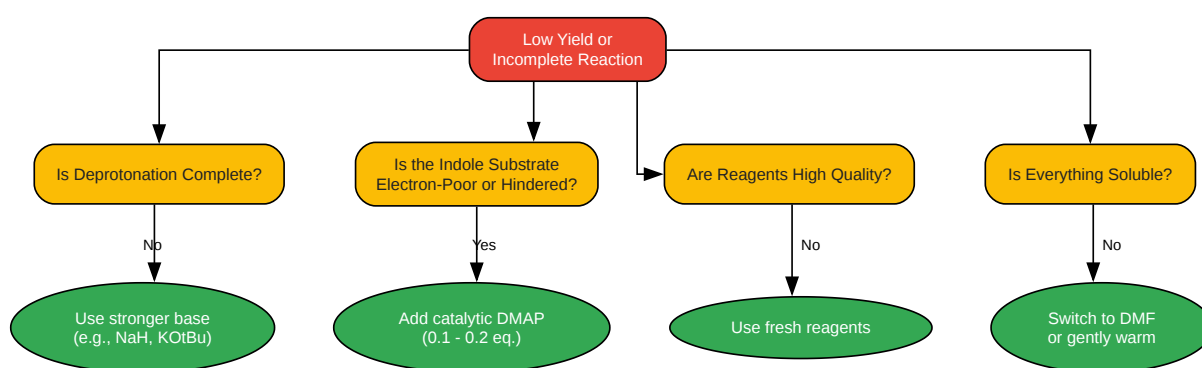 Low Yield or
Incomplete Reaction
Is Deprotonation Complete?
Is the Indole Substrate
Electron-Poor or Hindered?
Are Reagents High Quality?
Is Everything Soluble?
No
Yes
No
No
Use stronger base
(e.g., NaH, KOtBu)
Add catalytic DMAP
(0.1 - 0.2 eq.)
Use fresh reagents
Switch to DMF
or gently warm